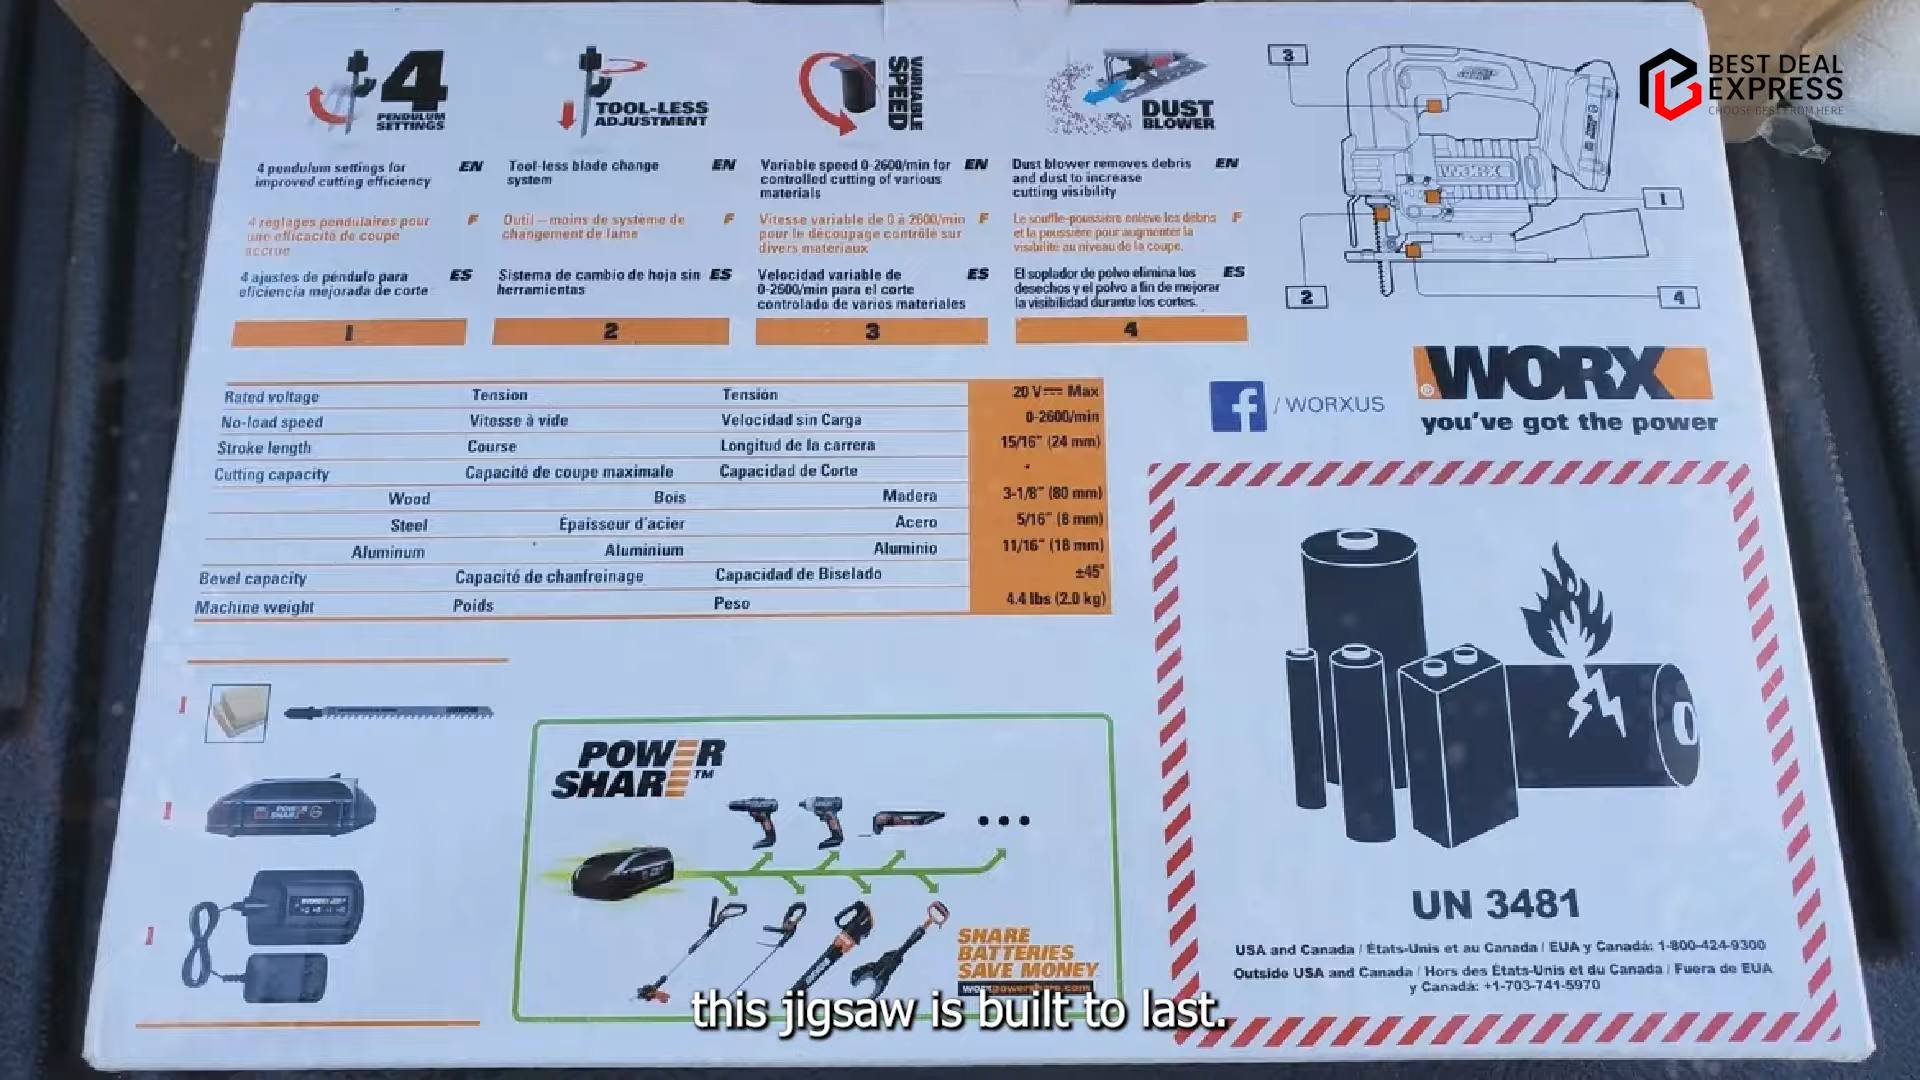 4
PENDULUM
SETTINGS
4 pendulum settings for
improved cutting efficiency
EN
4 réglages pendulaires pour
une efficacité de coupe
accrue
F
4 ajustes de péndulo para
eficiencia mejorada de corte
ES
1
TOOL-LESS
ADJUSTMENT
Tool-less blade change
system
EN
Outil – moins de système de
changement de lame
F
Sistema de cambio de hoja sin
herramientas
ES
2
VARIABLE
SPEED
Variable speed 0-2600/min for
controlled cutting of various
materials
EN
Vitesse variable de 0 à 2600/min
pour le découpage contrôlé sur
divers materiaux
F
Velocidad variable de
0-2600/min para el corte
controlado de varios materiales
ES
3
DUST
BLOWER
Dust blower removes debris
and dust to increase
cutting visibility
EN
Le souffle-poussière enlève les débris
et la poussière pour augmenter la
visibilité au niveau de la coupe.
F
El soplador de polvo elimina los
desechos y el polvo a fin de mejorar
la visibilidad durante los cortes.
ES
4
3
WORX
1
2
4
BEST DEAL
EXPRESS
CHOOSE BEST FROM HERE
Rated voltage Tension Tensión 20 V Max
No-load speed Vitesse à vide Velocidad sin Carga 0-2600/min
Stroke length Course Longitud de la carrera 15/16" (24 mm)
Cutting capacity Capacité de coupe maximale Capacidad de Corte
Wood Bois Madera 3-1/8" (80 mm)
Steel Épaisseur d'acier Acero 5/16" (8 mm)
Aluminum Aluminium Aluminio 11/16" (18 mm)
Bevel capacity Capacité de chanfreinage Capacidad de Biselado ±45°
Machine weight Poids Peso 4.4 lbs (2.0 kg)
f /WORXUS
WORX®
you've got the power
1
1
POWER
SHARE
1
POWER
SHARE™
SHARE
BATTERIES
SAVE MONEY
worxpowershare.com
UN 3481
USA and Canada / États-Unis et au Canada / EUA y Canadá: 1-800-424-9300
Outside USA and Canada / Hors des États-Unis et du Canada / Fuera de EUA
y Canadá: +1-703-741-5970
this jigsaw is built to last.